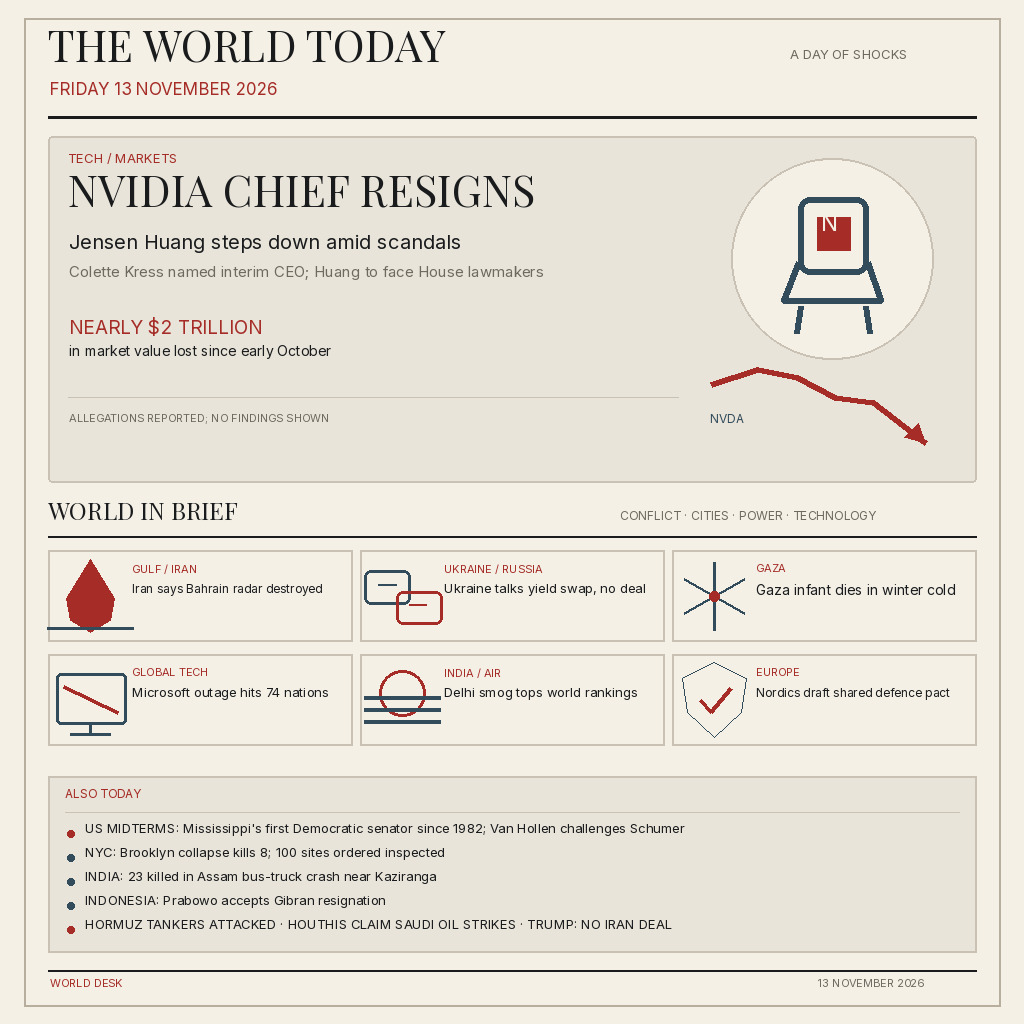 THE WORLD TODAY
A DAY OF SHOCKS
FRIDAY 13 NOVEMBER 2026
TECH / MARKETS
NVIDIA CHIEF RESIGNS
Jensen Huang steps down amid scandals
Colette Kress named interim CEO; Huang to face House lawmakers
NEARLY $2 TRILLION
in market value lost since early October
ALLEGATIONS REPORTED; NO FINDINGS SHOWN
N
NVDA
WORLD IN BRIEF
CONFLICT · CITIES · POWER · TECHNOLOGY
GULF / IRAN
Iran says Bahrain radar destroyed
UKRAINE / RUSSIA
Ukraine talks yield swap, no deal
GAZA
Gaza infant dies in winter cold
GLOBAL TECH
Microsoft outage hits 74 nations
INDIA / AIR
Delhi smog tops world rankings
EUROPE
Nordics draft shared defence pact
ALSO TODAY
US MIDTERMS: Mississippi's first Democratic senator since 1982; Van Hollen challenges Schumer
NYC: Brooklyn collapse kills 8; 100 sites ordered inspected
INDIA: 23 killed in Assam bus-truck crash near Kaziranga
INDONESIA: Prabowo accepts Gibran resignation
HORMUZ TANKERS ATTACKED · HOUTHIS CLAIM SAUDI OIL STRIKES · TRUMP: NO IRAN DEAL
WORLD DESK
13 NOVEMBER 2026